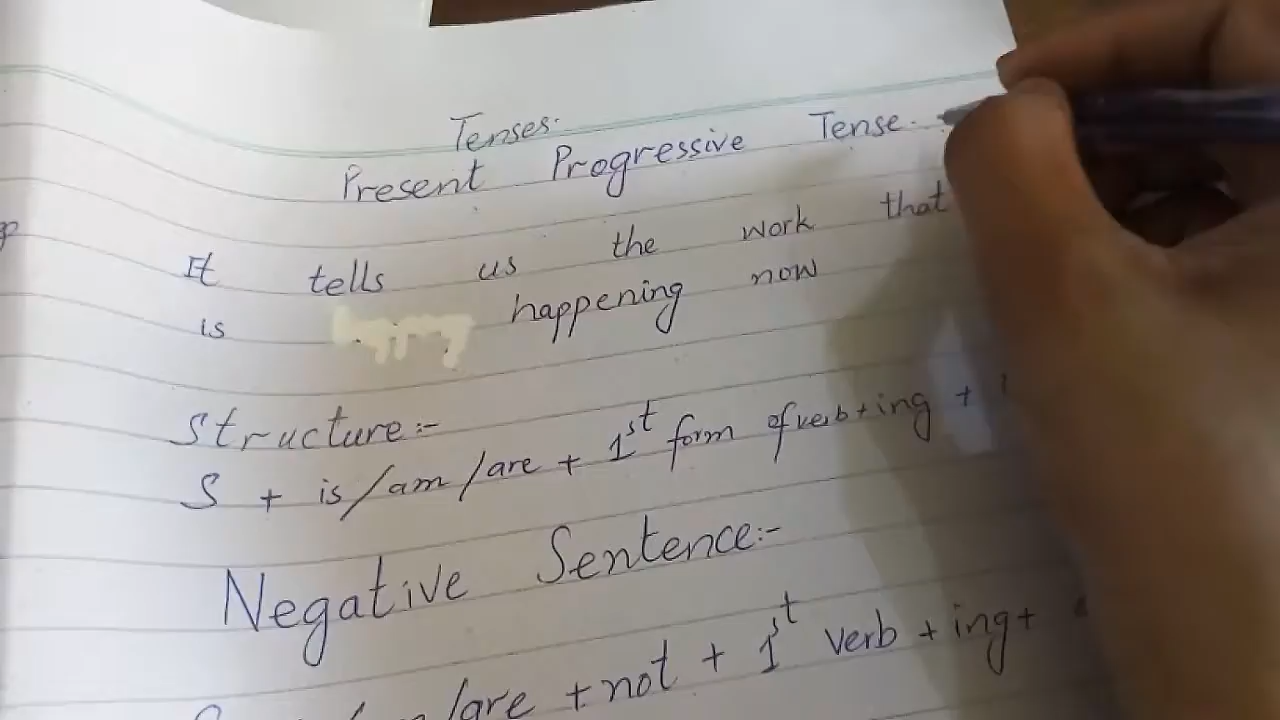 Tenses.
Present Progressive Tense.
It tells us the work that
is happening now
Structure:-
S + is/am/are + 1st form of verb+ing +
Negative Sentence:-
/are +not + 1st verb + ing+